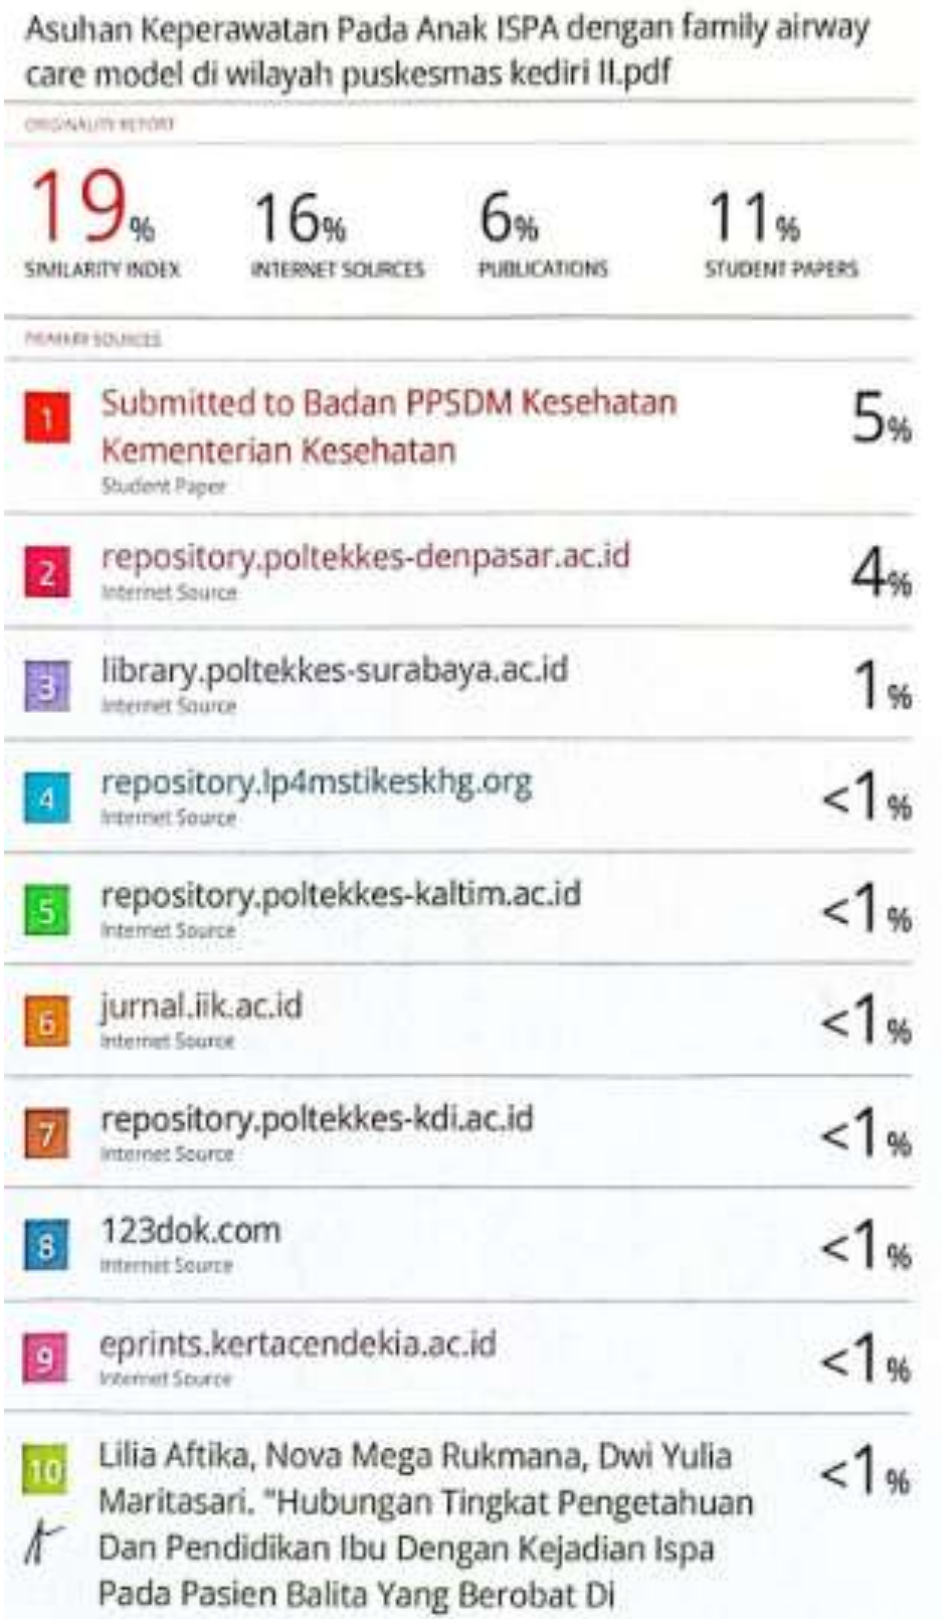 Asuhan Keperawatan Pada Anak ISPA dengan family airway
care model di wilayah puskesmas kediri II.pdf
ORIGINALITY REPORT
19% 16% 6% 11%
SIMILARITY INDEX INTERNET SOURCES PUBLICATIONS STUDENT PAPERS
PRIMARY SOURCES
1 Submitted to Badan PPSDM Kesehatan 5%
Kementerian Kesehatan
Student Paper
2 repository.poltekkes-denpasar.ac.id 4%
Internet Source
3 library.poltekkes-surabaya.ac.id 1%
Internet Source
4 repository.lp4mstikeskhg.org <1%
Internet Source
5 repository.poltekkes-kaltim.ac.id <1%
Internet Source
6 jurnal.iik.ac.id <1%
Internet Source
7 repository.poltekkes-kdi.ac.id <1%
Internet Source
8 123dok.com <1%
Internet Source
9 eprints.kertacendekia.ac.id <1%
Internet Source
10 Lilia Aftika, Nova Mega Rukmana, Dwi Yulia <1%
Maritasari. "Hubungan Tingkat Pengetahuan
Dan Pendidikan Ibu Dengan Kejadian Ispa
Pada Pasien Balita Yang Berobat Di